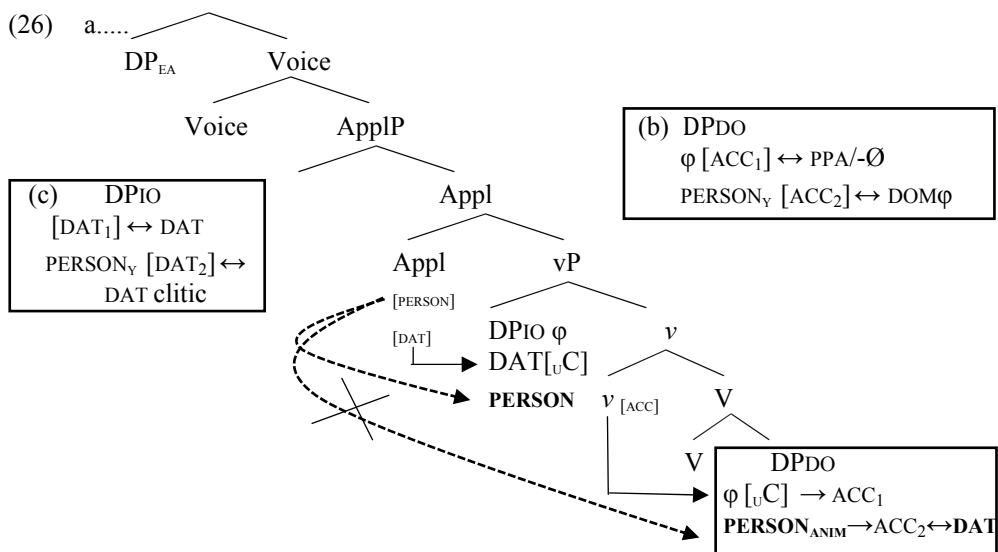 (26) a.....
DPEA Voice
Voice ApplP
(b) DPDO
φ [ACC1] ↔ PPA/-Ø
PERSONY [ACC2] ↔ DOMφ
(c) DPIO
[DAT1] ↔ DAT
PERSONY [DAT2] ↔
DAT clitic
Appl
Appl vP
[PERSON]
[DAT]
DPIO φ
DAT[uC]
PERSON
v
v [ACC] V
V DPDO
φ [uC] → ACC1
PERSONANIM→ACC2↔DAT